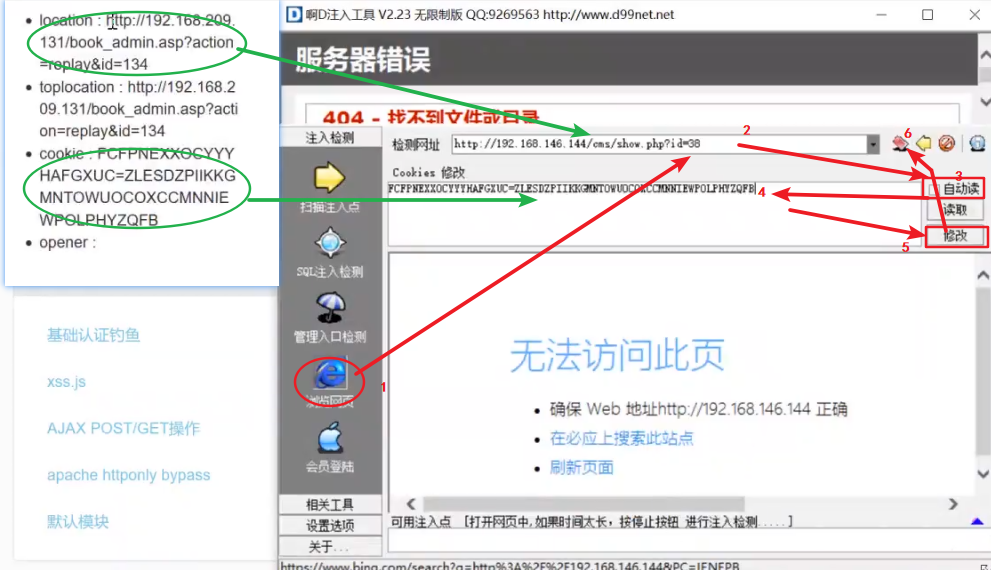 location : http://192.168.209.
131/book_admin.asp?action
=replay&id=134
toplocation : http://192.168.2
09.131/book_admin.asp?acti
on=replay&id=134
cookie : FCFPNEXXOCYYY
HAFGXUC=ZLESDZPIIKKG
MNTOWUOCOXCCMNNIE
WPOLPHYZQFB
opener :
基础认证钓鱼
xss.js
AJAX POST/GET操作
apache httponly bypass
默认模块
啊D注入工具 V2.23 无限制版 QQ:9269563 http://www.d99net.net
服务器错误
404 - 找不到文件或目录
注入检测
扫描注入点
SQL注入检测
管理入口检测
浏览网页
会员登陆
相关工具
设置选项
关于...
检测网址
http://192.168.146.144/cms/show.php?id=38
Cookies 修改
FCFPNEXXOCYYYHAFGXUC=ZLESDZPIIKKGMNTOWUOCOXCCMNNIEWPOLPHYZQFB
自动读
读取
修改
1
2
3
4
5
6
无法访问此页
确保 Web 地址http://192.168.146.144 正确
在必应上搜索此站点
刷新页面
可用注入点 [打开网页中,如果时间太长，按停止按钮 进行注入检测.....]
https://www.bing.com/search?q=http%3A%2F%2F192.168.146.144&PC=IENEPB